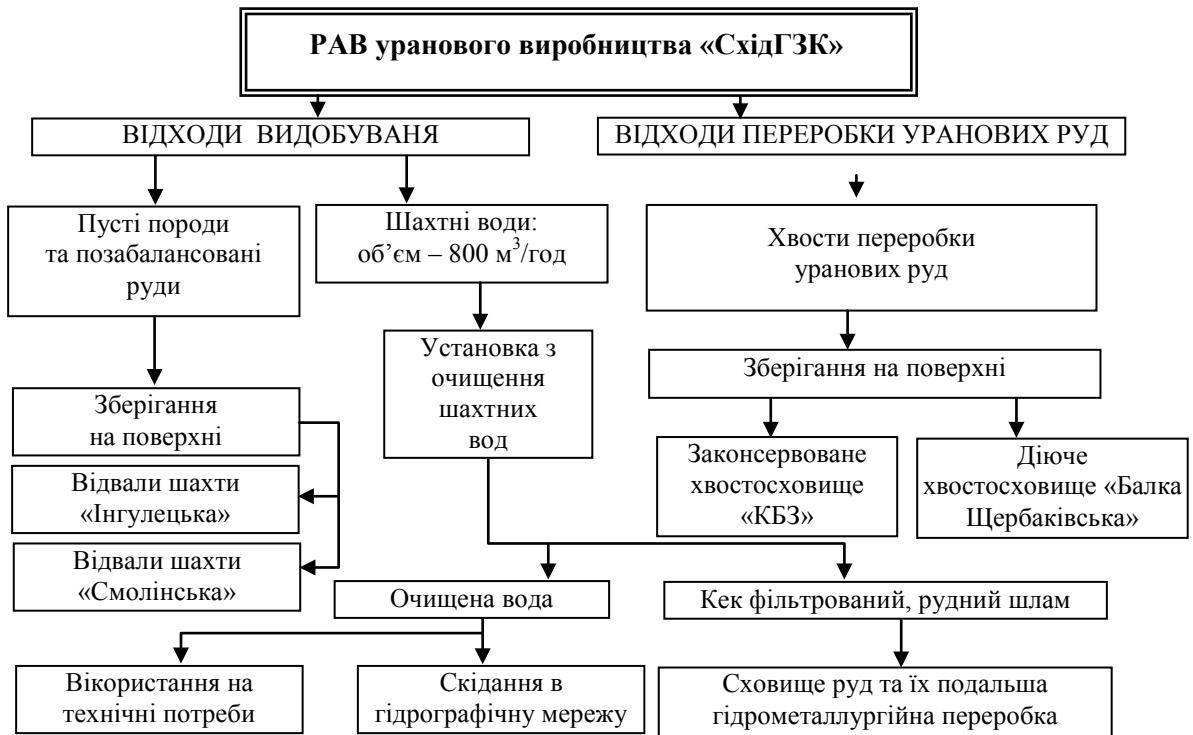 РАВ уранового виробництва «СхідГЗК»
ВІДХОДИ ВИДОБУВАНЯ
ВІДХОДИ ПЕРЕРОБКИ УРАНОВИХ РУД
Пусті породи
та позабалансовані
руди
Шахтні води:
об’єм – 800 м³/год
Хвости переробки
уранових руд
Установка з
очищення
шахтних
вод
Зберігання на поверхні
Зберігання
на поверхні
Законсервоване
хвостосховище
«КБЗ»
Діюче
хвостосховище «Балка
Щербаківська»
Відвали шахти
«Інгулецька»
Відвали шахти
«Смолінська»
Очищена вода
Кек фільтрований, рудний шлам
Вікористання на
технічні потреби
Скідання в
гідрографічну мережу
Сховище руд та їх подальша
гідрометаллургійна переробка